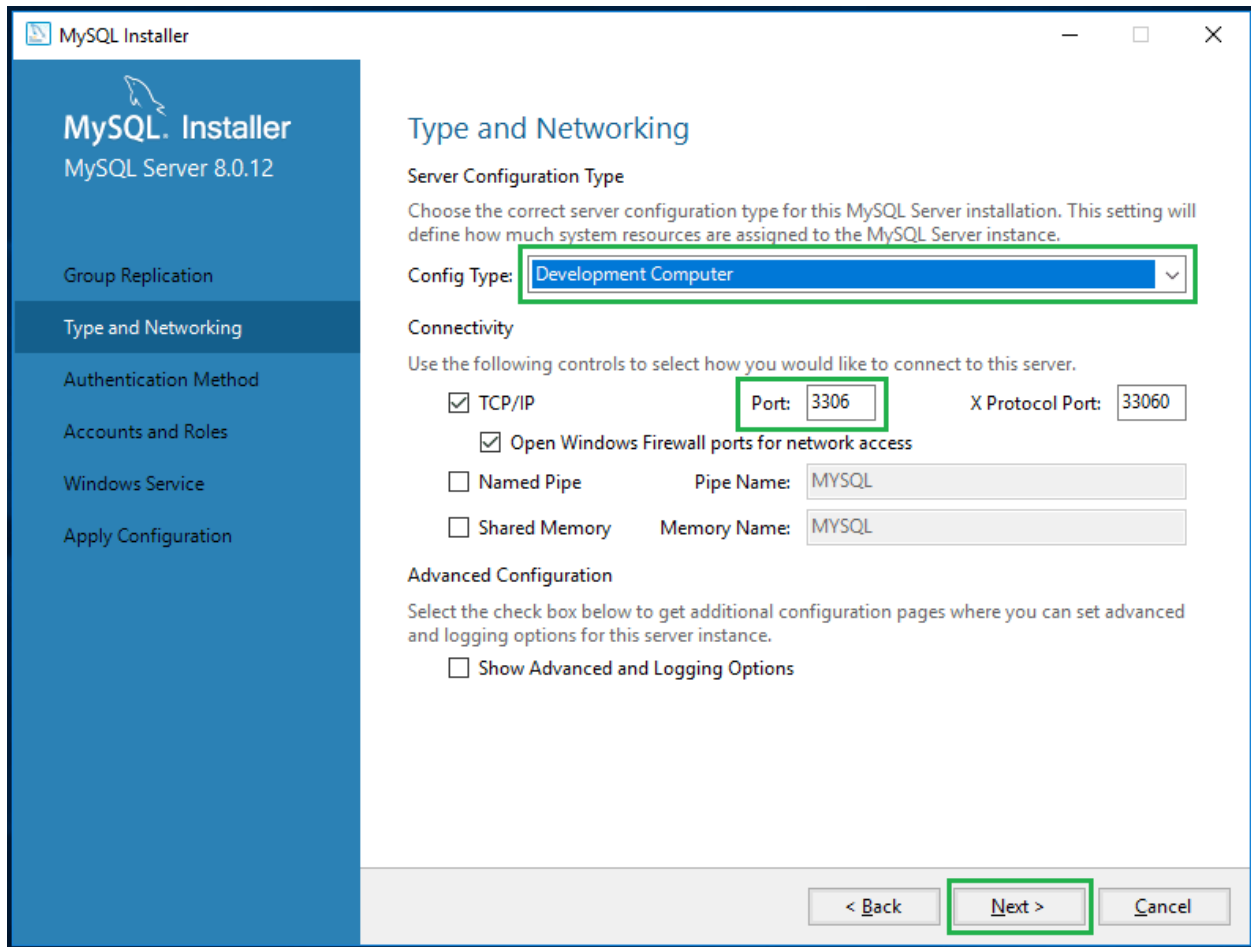 MySQL Installer
MySQL. Installer
MySQL Server 8.0.12
Group Replication
Type and Networking
Authentication Method
Accounts and Roles
Windows Service
Apply Configuration
Type and Networking
Server Configuration Type
Choose the correct server configuration type for this MySQL Server installation. This setting will
define how much system resources are assigned to the MySQL Server instance.
Config Type: Development Computer
Connectivity
Use the following controls to select how you would like to connect to this server.
TCP/IP Port: 3306 X Protocol Port: 33060
Open Windows Firewall ports for network access
Named Pipe Pipe Name: MYSQL
Shared Memory Memory Name: MYSQL
Advanced Configuration
Select the check box below to get additional configuration pages where you can set advanced
and logging options for this server instance.
Show Advanced and Logging Options
< Back Next > Cancel